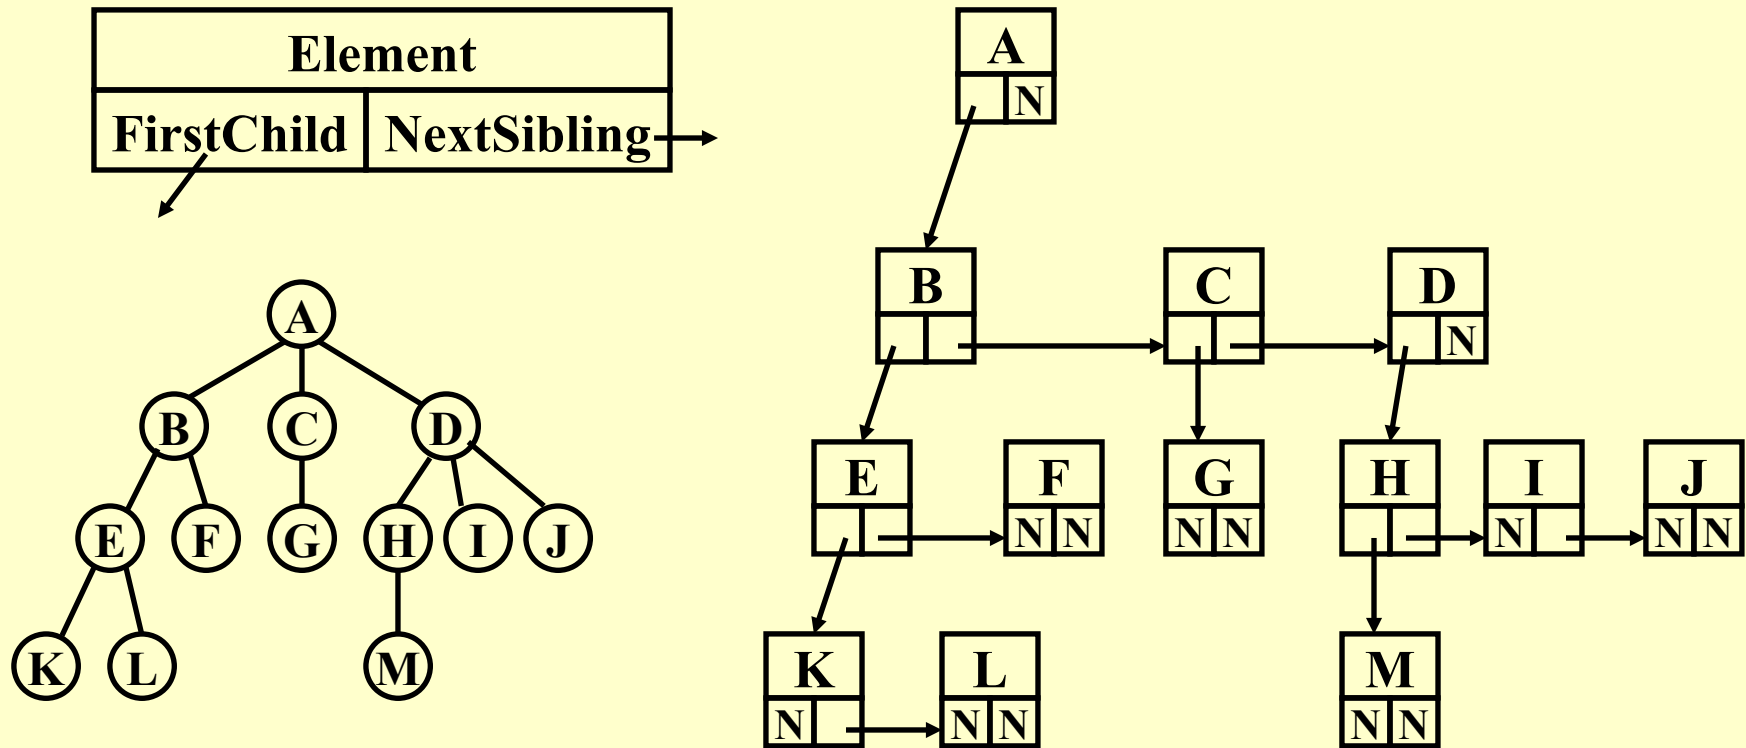 Element
FirstChild NextSibling
A
B C D
E F G H I J
K L M
A
N
B C D
N
E F G H I J
N N N N N N N
K L M
N N N N N